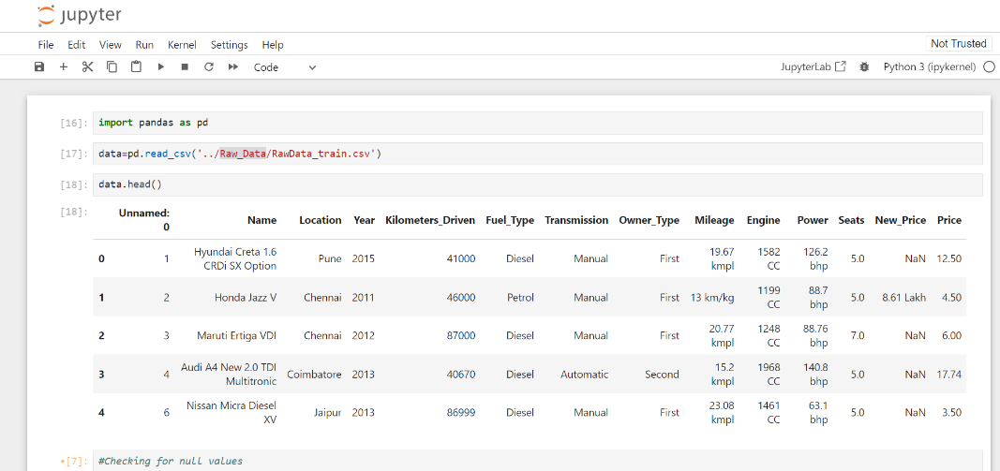 jupyter
File Edit View Run Kernel Settings Help Not Trusted
Code JupyterLab Python 3 (ipykernel)
[16]: import pandas as pd
[17]: data=pd.read_csv('../Raw_Data/RawData_train.csv')
[18]: data.head()
[18]: Unnamed: 0 Name Location Year Kilometers_Driven Fuel_Type Transmission Owner_Type Mileage Engine Power Seats New_Price Price
0 1 Hyundai Creta 1.6 CRDi SX Option Pune 2015 41000 Diesel Manual First 19.67 kmpl 1582 CC 126.2 bhp 5.0 NaN 12.50
1 2 Honda Jazz V Chennai 2011 46000 Petrol Manual First 13 km/kg 1199 CC 88.7 bhp 5.0 8.61 Lakh 4.50
2 3 Maruti Ertiga VDI Chennai 2012 87000 Diesel Manual First 20.77 kmpl 1248 CC 88.76 bhp 7.0 NaN 6.00
3 4 Audi A4 New 2.0 TDI Multitronic Coimbatore 2013 40670 Diesel Automatic Second 15.2 kmpl 1968 CC 140.8 bhp 5.0 NaN 17.74
4 6 Nissan Micra Diesel XV Jaipur 2013 86999 Diesel Manual First 23.08 kmpl 1461 CC 63.1 bhp 5.0 NaN 3.50
•[7]: #Checking for null values